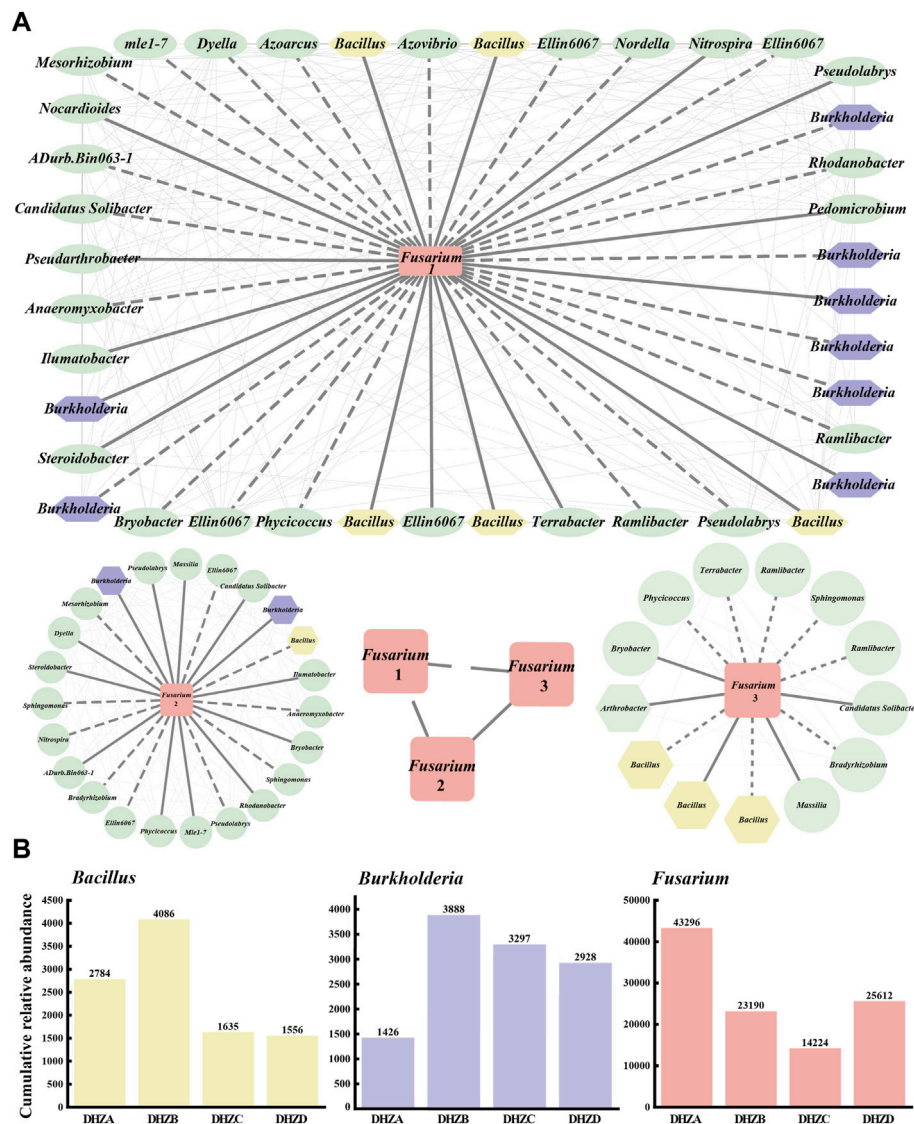 A
mle1-7
Dyella
Azoarcus
Bacillus
Azovibrio
Bacillus
Ellin6067
Nordella
Nitrospira
Ellin6067
Mesorhizobium
Pseudolabrys
Nocardioides
Burkholderia
ADurb.Bin063-1
Rhodanobacter
Candidatus Solibacter
Pedomicrobium
Pseudarthrobacter
Fusarium
1
Burkholderia
Anaeromyxobacter
Burkholderia
Ilumatobacter
Burkholderia
Burkholderia
Burkholderia
Steroidobacter
Ramlibacter
Burkholderia
Burkholderia
Bryobacter
Ellin6067
Phycicoccus
Bacillus
Ellin6067
Bacillus
Terrabacter
Ramlibacter
Pseudolabrys
Bacillus
Massilia
Ellin6067
Pseudolabrys
Candidatus Solibacter
Burkholderia
Burkholderia
Mesorhizobium
Bacillus
Dyella
Ilumatobacter
Steroidobacter
Anaeromyxobacter
Sphingomonas
Fusarium
2
Bryobacter
Nitrospira
Sphingomonas
ADurb.Bin063-1
Rhodanobacter
Bradyrhizobium
Pseudolabrys
Ellin6067
Phycicoccus
Mle1-7
Fusarium
1
Fusarium
3
Fusarium
2
Terrabacter
Ramlibacter
Phycicoccus
Sphingomonas
Bryobacter
Ramlibacter
Fusarium
3
Arthrobacter
Candidatus Solibacter
Bacillus
Bradyrhizobium
Bacillus
Bacillus
Massilia
B
Bacillus
Cumulative relative abundance
4500
4000
3500
3000
2500
2000
1500
1000
500
0
2784
4086
1635
1556
DHZA
DHZB
DHZC
DHZD
Burkholderia
4000
3500
3000
2500
2000
1500
1000
500
0
1426
3888
3297
2928
DHZA
DHZB
DHZC
DHZD
Fusarium
50000
40000
30000
20000
10000
0
43296
23190
14224
25612
DHZA
DHZB
DHZC
DHZD